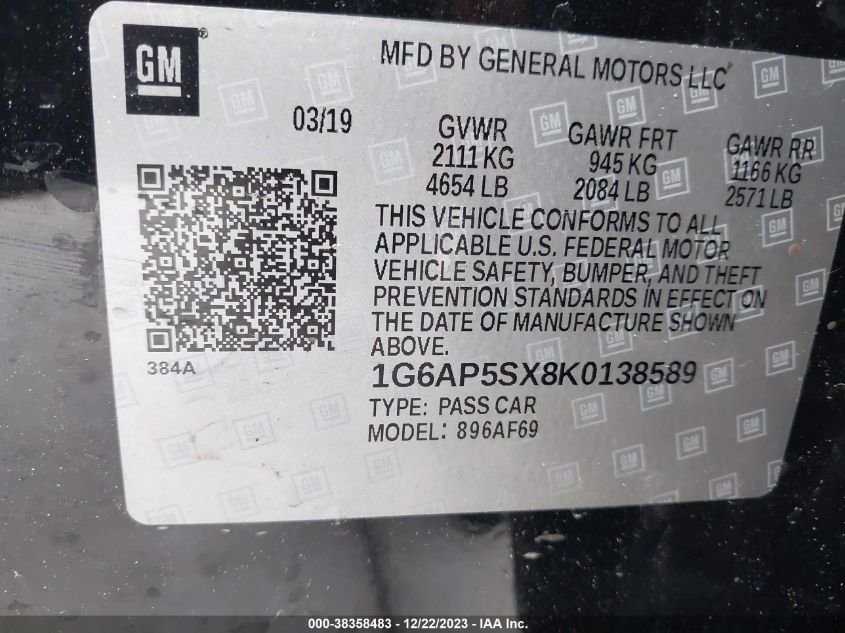 GM
MFD BY GENERAL MOTORS LLC
03/19
GVWR
2111 KG
4654 LB
GAWR FRT
945 KG
2084 LB
GAWR RR
1166 KG
2571 LB
THIS VEHICLE CONFORMS TO ALL
APPLICABLE U.S. FEDERAL MOTOR
VEHICLE SAFETY, BUMPER, AND THEFT
PREVENTION STANDARDS IN EFFECT ON
THE DATE OF MANUFACTURE SHOWN
ABOVE.
384A
1G6AP5SX8K0138589
TYPE: PASS CAR
MODEL: 896AF69
000-38358483 - 12/22/2023 - IAA Inc.